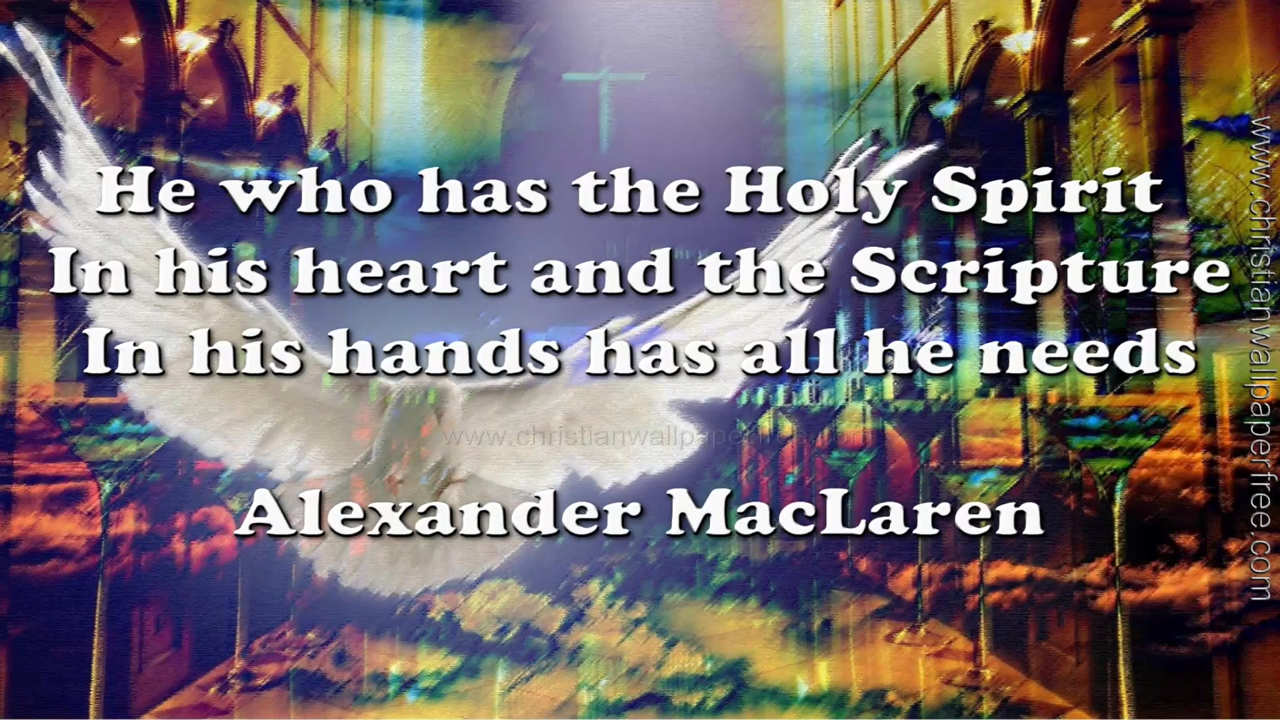 He who has the Holy Spirit
In his heart and the Scripture
In his hands has all he needs
Alexander MacLaren
www.christianwallpaperfree.com
www.christianwallpaperfree.com